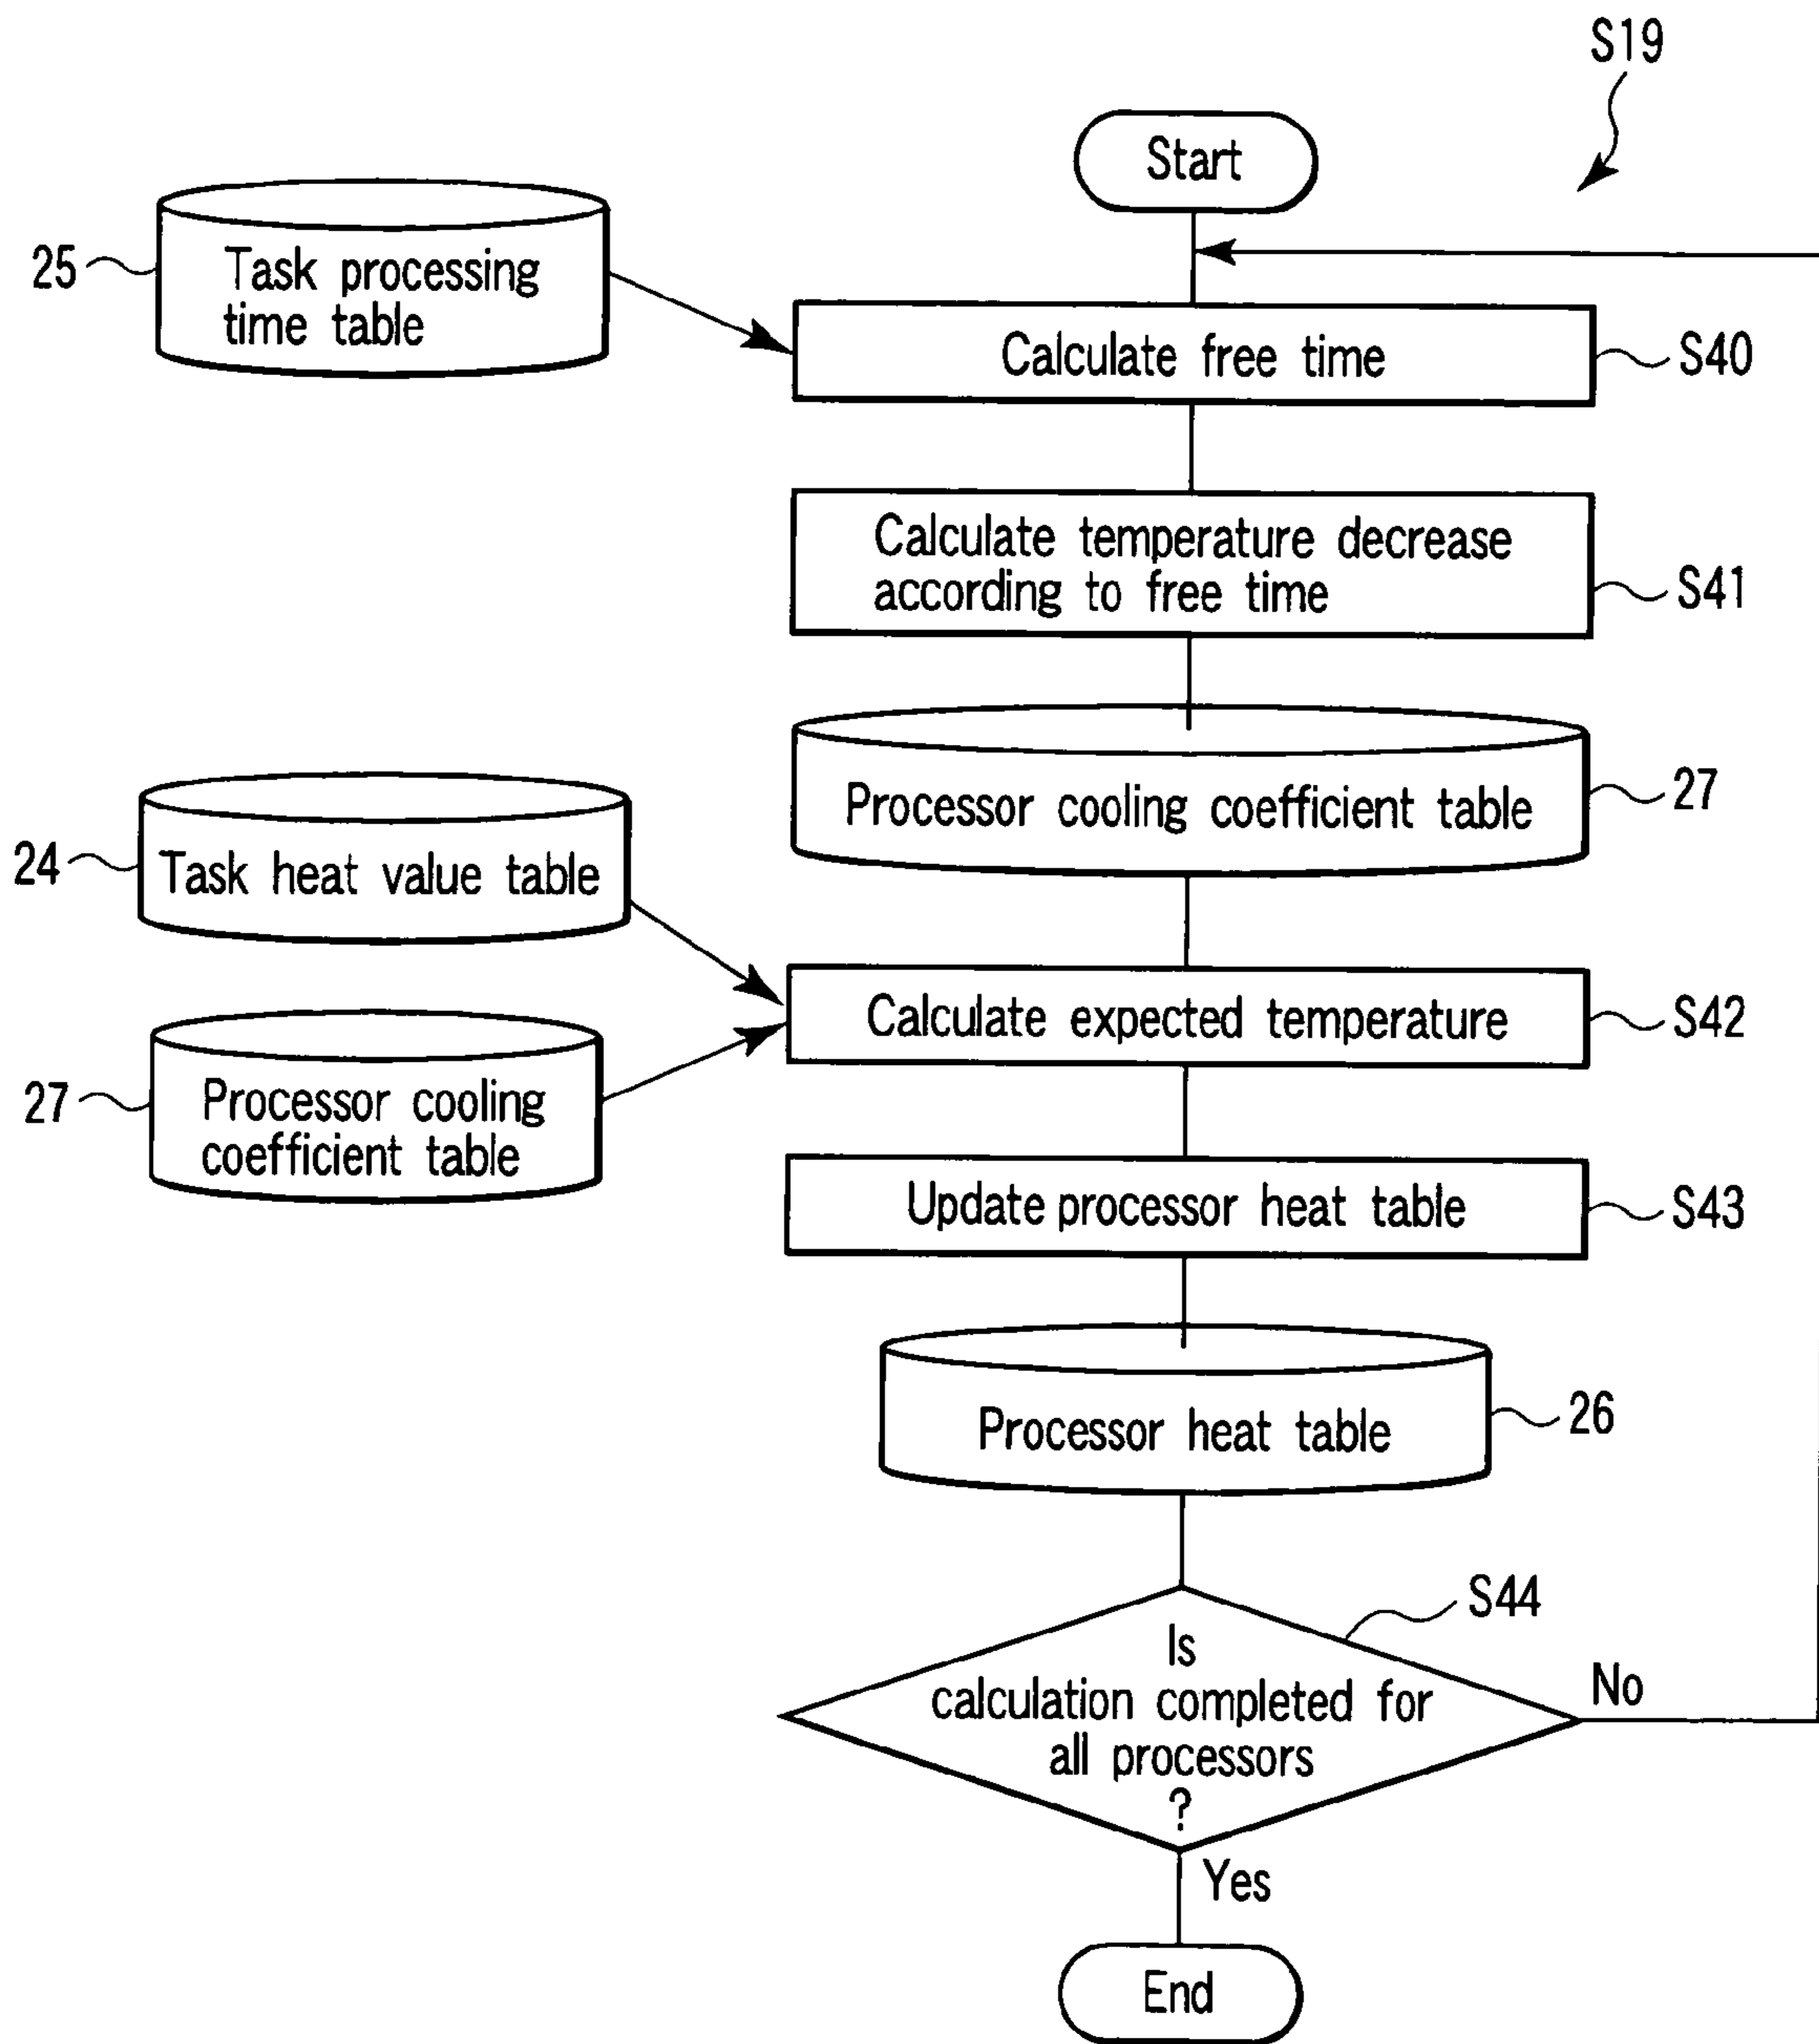 S19
Start
25
Task processing
time table
Calculate free time
S40
Calculate temperature decrease
according to free time
S41
Processor cooling coefficient table
27
24
Task heat value table
Calculate expected temperature
S42
27
Processor cooling
coefficient table
Update processor heat table
S43
Processor heat table
26
S44
Is
calculation completed for
all processors
?
No
Yes
End